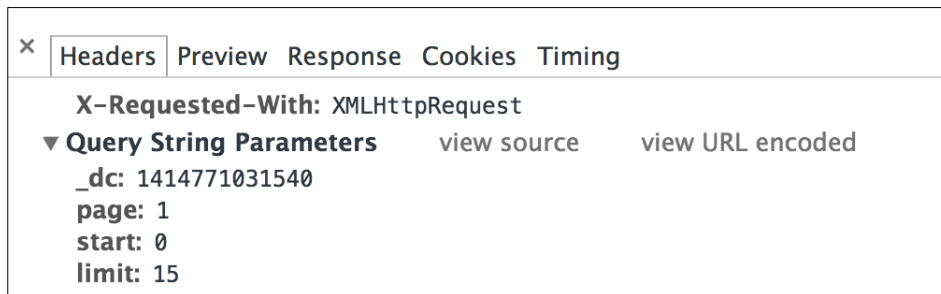 × Headers Preview Response Cookies Timing
X-Requested-With: XMLHttpRequest
▼ Query String Parameters view source view URL encoded
_dc: 1414771031540
page: 1
start: 0
limit: 15